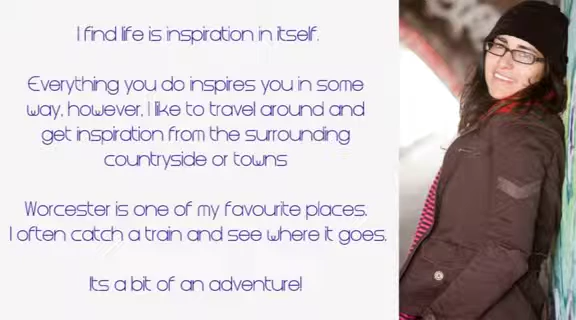 I find life is inspiration in itself.
Everything you do inspires you in some
way, however, I like to travel around and
get inspiration from the surrounding
countryside or towns
Worcester is one of my favourite places.
I often catch a train and see where it goes.
Its a bit of an adventure!